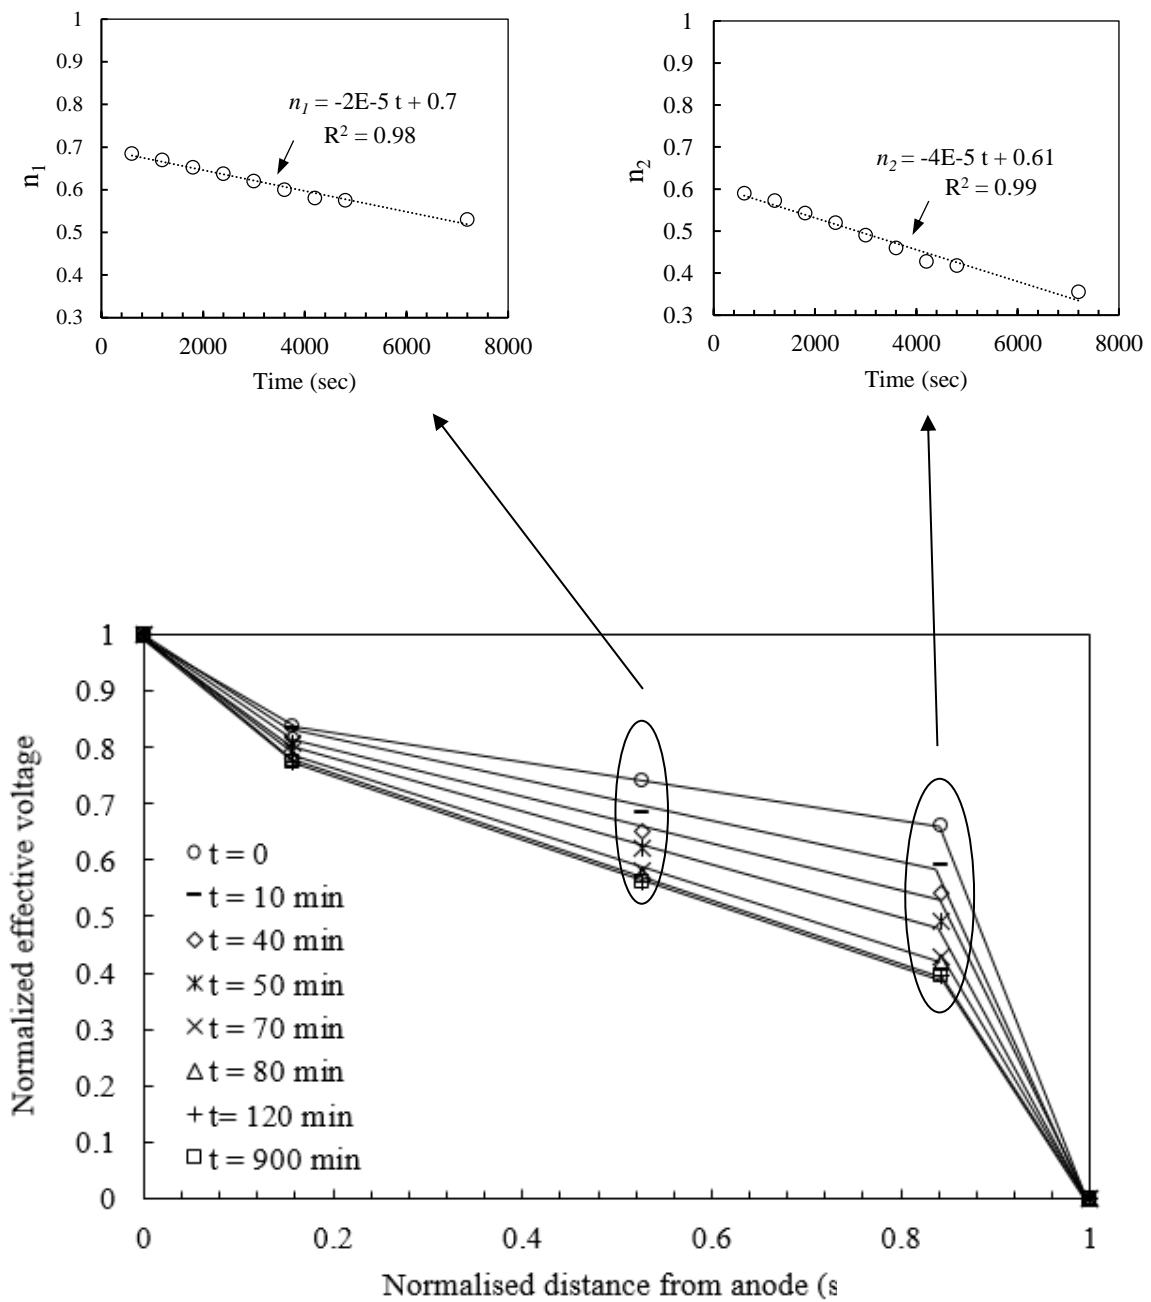 1
0.9
0.8
0.7
0.6
0.5
0.4
0.3
n1
n1 = -2E-5 t + 0.7
R2 = 0.98
0 2000 4000 6000 8000
Time (sec)
1
0.9
0.8
0.7
0.6
0.5
0.4
0.3
n2
n2 = -4E-5 t + 0.61
R2 = 0.99
0 2000 4000 6000 8000
Time (sec)
Normalized effective voltage
1
0.9
0.8
0.7
0.6
0.5
0.4
0.3
0.2
0.1
0
t = 0
t = 10 min
t = 40 min
t = 50 min
t = 70 min
t = 80 min
t= 120 min
t = 900 min
0 0.2 0.4 0.6 0.8 1
Normalised distance from anode (s